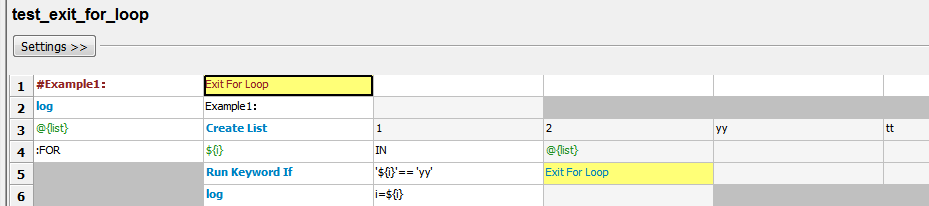 test_exit_for_loop
Settings >>
1 #Example1: Exit For Loop
2 log Example1:
3 @{list} Create List 1 2 yy tt
4 :FOR ${i} IN @{list}
5 Run Keyword If '${i}'== 'yy' Exit For Loop
6 log i=${i}